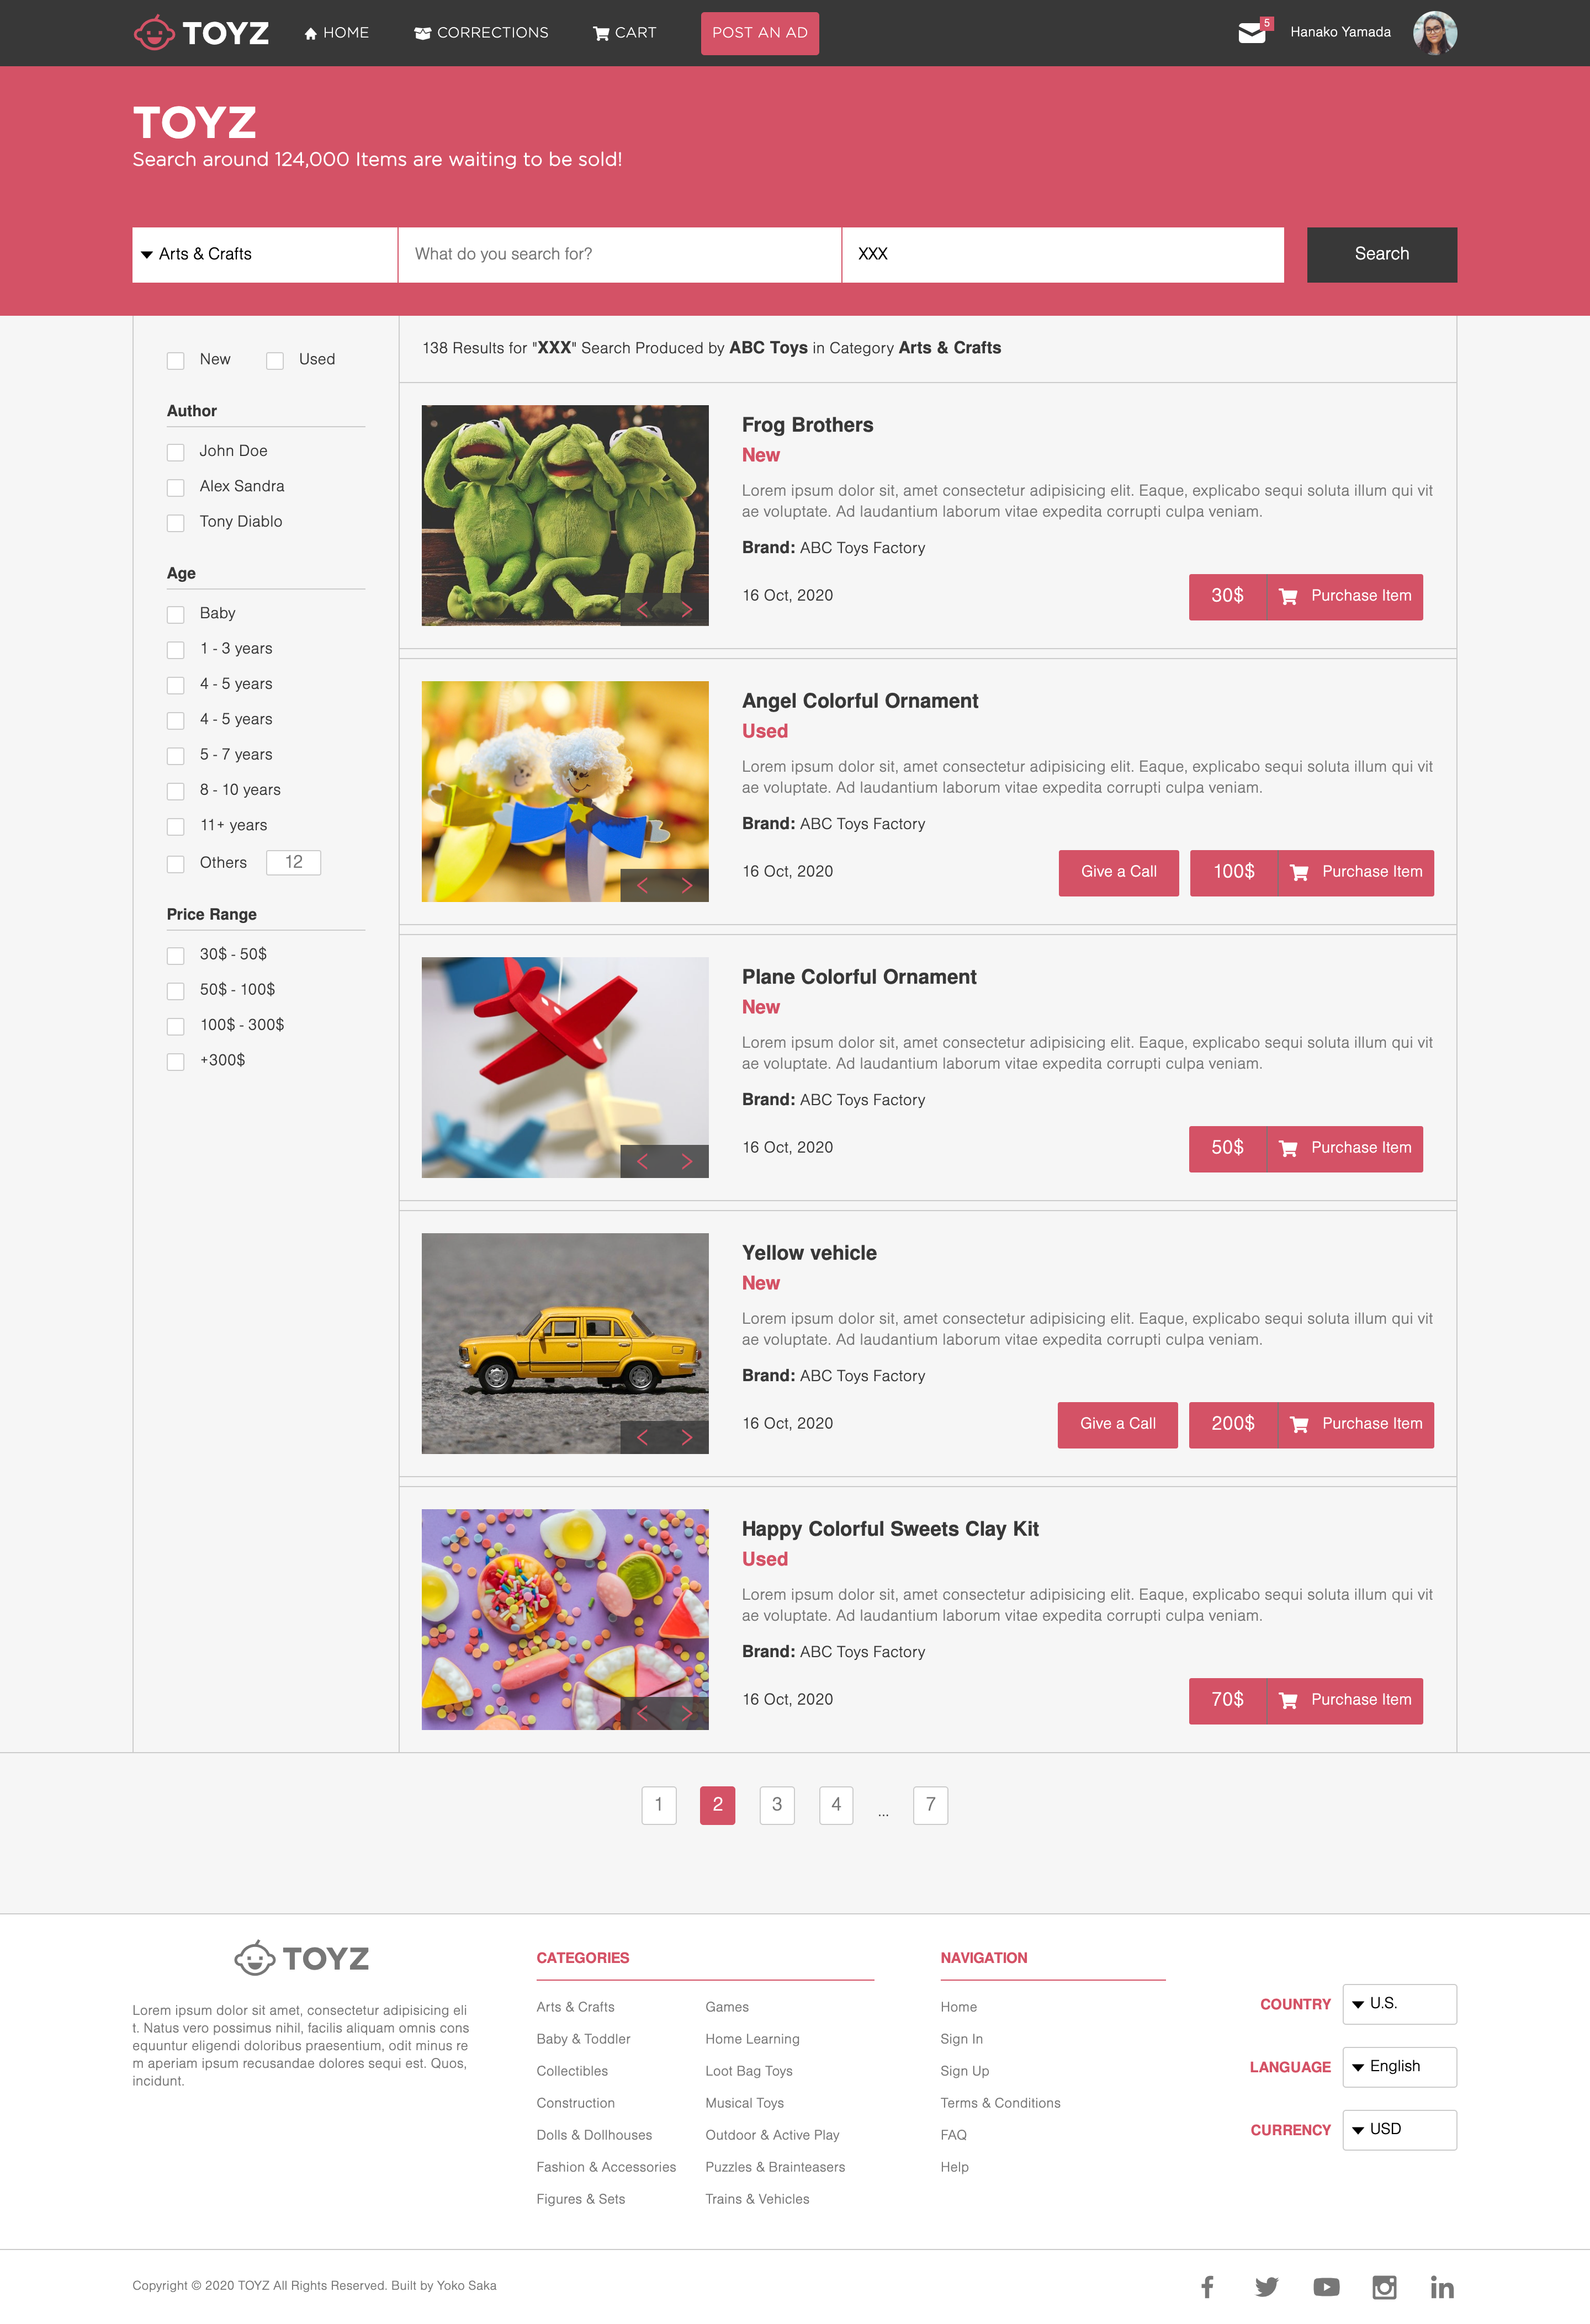 TOYZ
HOME
CORRECTIONS
CART
POST AN AD
5
Hanako Yamada
TOYZ
Search around 124,000 Items are waiting to be sold!
Arts & Crafts
What do you search for?
XXX
Search
New
Used
Author
John Doe
Alex Sandra
Tony Diablo
Age
Baby
1 - 3 years
4 - 5 years
4 - 5 years
5 - 7 years
8 - 10 years
11+ years
Others
12
Price Range
30$ - 50$
50$ - 100$
100$ - 300$
+300$
138 Results for "XXX" Search Produced by ABC Toys in Category Arts & Crafts
Frog Brothers
New
Lorem ipsum dolor sit, amet consectetur adipisicing elit. Eaque, explicabo sequi soluta illum qui vit
ae voluptate. Ad laudantium laborum vitae expedita corrupti culpa veniam.
Brand: ABC Toys Factory
16 Oct, 2020
30$
Purchase Item
Angel Colorful Ornament
Used
Lorem ipsum dolor sit, amet consectetur adipisicing elit. Eaque, explicabo sequi soluta illum qui vit
ae voluptate. Ad laudantium laborum vitae expedita corrupti culpa veniam.
Brand: ABC Toys Factory
16 Oct, 2020
Give a Call
100$
Purchase Item
Plane Colorful Ornament
New
Lorem ipsum dolor sit, amet consectetur adipisicing elit. Eaque, explicabo sequi soluta illum qui vit
ae voluptate. Ad laudantium laborum vitae expedita corrupti culpa veniam.
Brand: ABC Toys Factory
16 Oct, 2020
50$
Purchase Item
Yellow vehicle
New
Lorem ipsum dolor sit, amet consectetur adipisicing elit. Eaque, explicabo sequi soluta illum qui vit
ae voluptate. Ad laudantium laborum vitae expedita corrupti culpa veniam.
Brand: ABC Toys Factory
16 Oct, 2020
Give a Call
200$
Purchase Item
Happy Colorful Sweets Clay Kit
Used
Lorem ipsum dolor sit, amet consectetur adipisicing elit. Eaque, explicabo sequi soluta illum qui vit
ae voluptate. Ad laudantium laborum vitae expedita corrupti culpa veniam.
Brand: ABC Toys Factory
16 Oct, 2020
70$
Purchase Item
1
2
3
4
...
7
TOYZ
Lorem ipsum dolor sit amet, consectetur adipisicing eli
t. Natus vero possimus nihil, facilis aliquam omnis cons
equuntur eligendi doloribus praesentium, odit minus re
m aperiam ipsum recusandae dolores sequi est. Quos,
incidunt.
CATEGORIES
Arts & Crafts
Baby & Toddler
Collectibles
Construction
Dolls & Dollhouses
Fashion & Accessories
Figures & Sets
Games
Home Learning
Loot Bag Toys
Musical Toys
Outdoor & Active Play
Puzzles & Brainteasers
Trains & Vehicles
NAVIGATION
Home
Sign In
Sign Up
Terms & Conditions
FAQ
Help
COUNTRY
U.S.
LANGUAGE
English
CURRENCY
USD
Copyright © 2020 TOYZ All Rights Reserved. Built by Yoko Saka